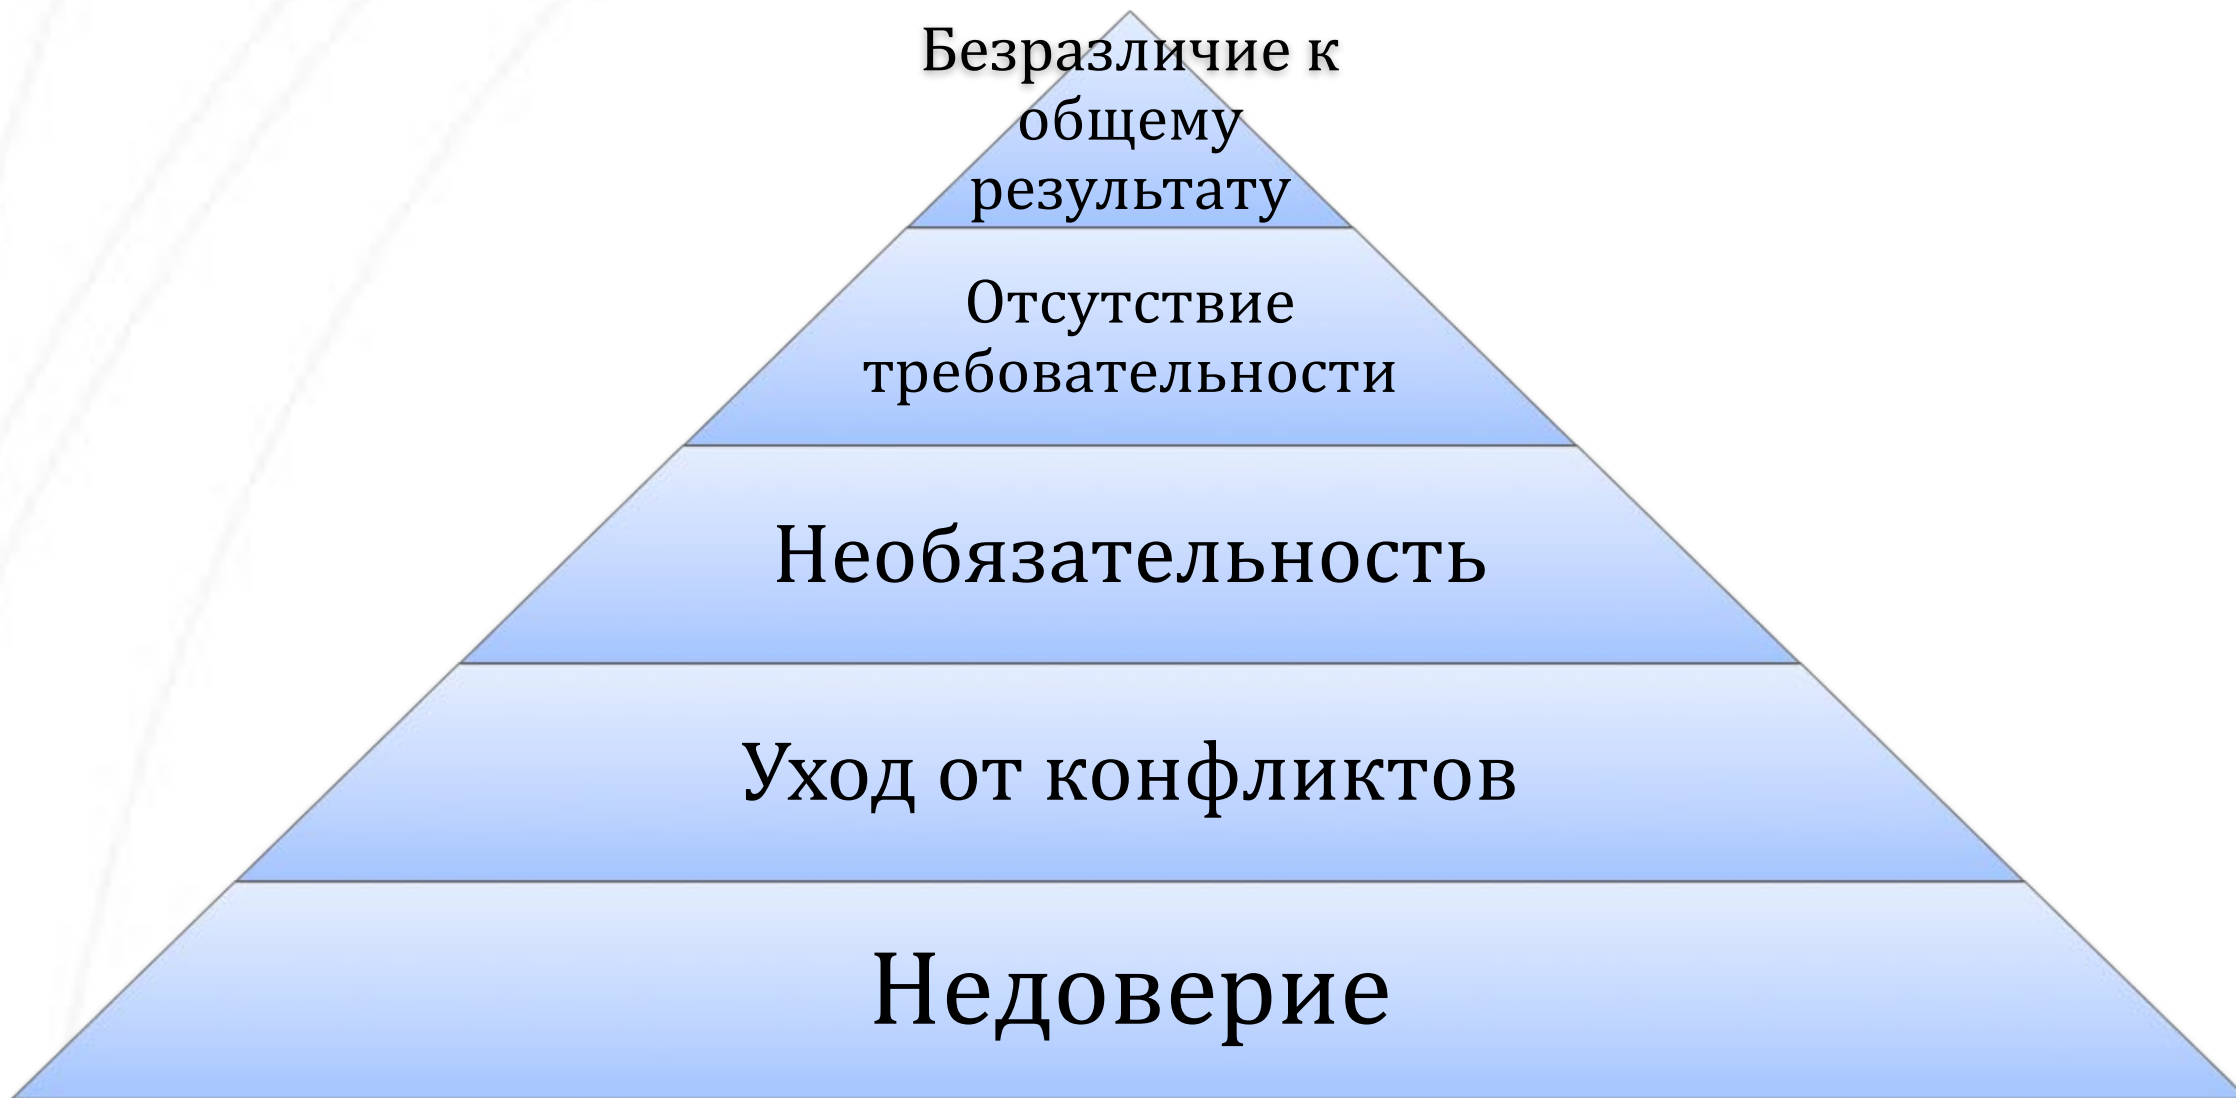 Безразличие к
общему
результату
Отсутствие
требовательности
Необязательность
Уход от конфликтов
Недоверие